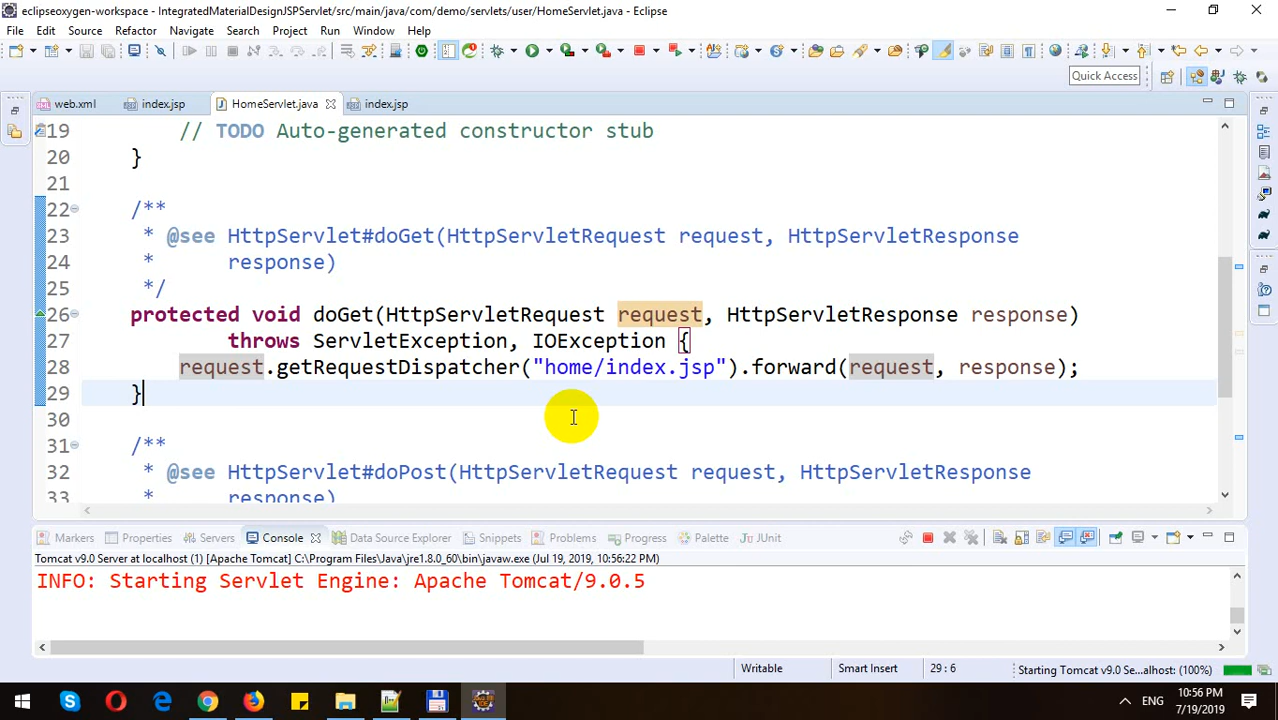 eclipseoxygen-workspace - IntegratedMaterialDesignJSPServlet/src/main/java/com/demo/servlets/user/HomeServlet.java - Eclipse
File Edit Source Refactor Navigate Search Project Run Window Help
Quick Access
web.xml index.jsp HomeServlet.java index.jsp
19 // TODO Auto-generated constructor stub
20 }
21
22 /**
23 * @see HttpServlet#doGet(HttpServletRequest request, HttpServletResponse
24 * response)
25 */
26 protected void doGet(HttpServletRequest request, HttpServletResponse response)
27 throws ServletException, IOException {
28 request.getRequestDispatcher("home/index.jsp").forward(request, response);
29 }
30
31 /**
32 * @see HttpServlet#doPost(HttpServletRequest request, HttpServletResponse
33 * response)
Markers Properties Servers Console Data Source Explorer Snippets Problems Progress Palette JUnit
Tomcat v9.0 Server at localhost (1) [Apache Tomcat] C:\Program Files\Java\jre1.8.0_60\bin\javaw.exe (Jul 19, 2019, 10:56:22 PM)
INFO: Starting Servlet Engine: Apache Tomcat/9.0.5
Writable Smart Insert 29 : 6 Starting Tomcat v9.0 Se...alhost: (100%)
ENG 10:56 PM
7/19/2019